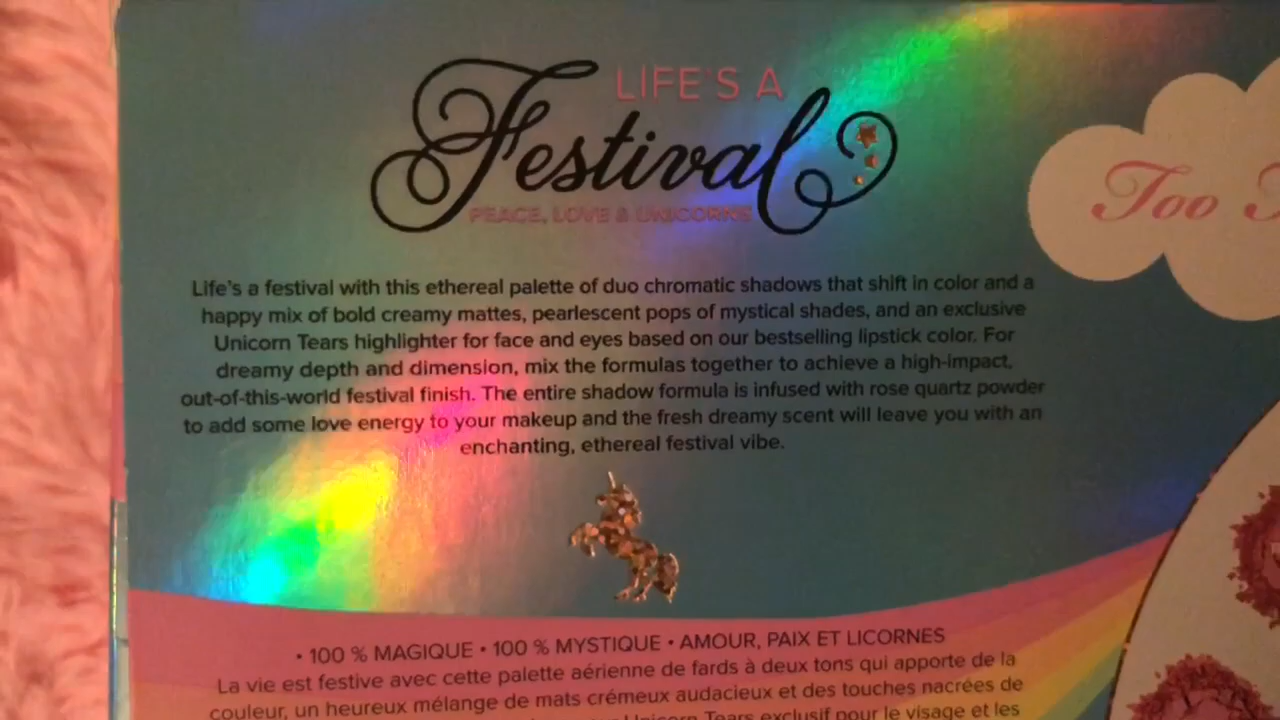 LIFE'S A
Festival
PEACE, LOVE & UNICORNS
Too
Life's a festival with this ethereal palette of duo chromatic shadows that shift in color and a
happy mix of bold creamy mattes, pearlescent pops of mystical shades, and an exclusive
Unicorn Tears highlighter for face and eyes based on our bestselling lipstick color. For
dreamy depth and dimension, mix the formulas together to achieve a high-impact,
out-of-this-world festival finish. The entire shadow formula is infused with rose quartz powder
to add some love energy to your makeup and the fresh dreamy scent will leave you with an
enchanting, ethereal festival vibe.
• 100 % MAGIQUE • 100 % MYSTIQUE • AMOUR, PAIX ET LICORNES
La vie est festive avec cette palette aérienne de fards à deux tons qui apporte de la
couleur, un heureux mélange de mats crémeux audacieux et des touches nacrées de
Unicorn Tears exclusif pour le visage et les